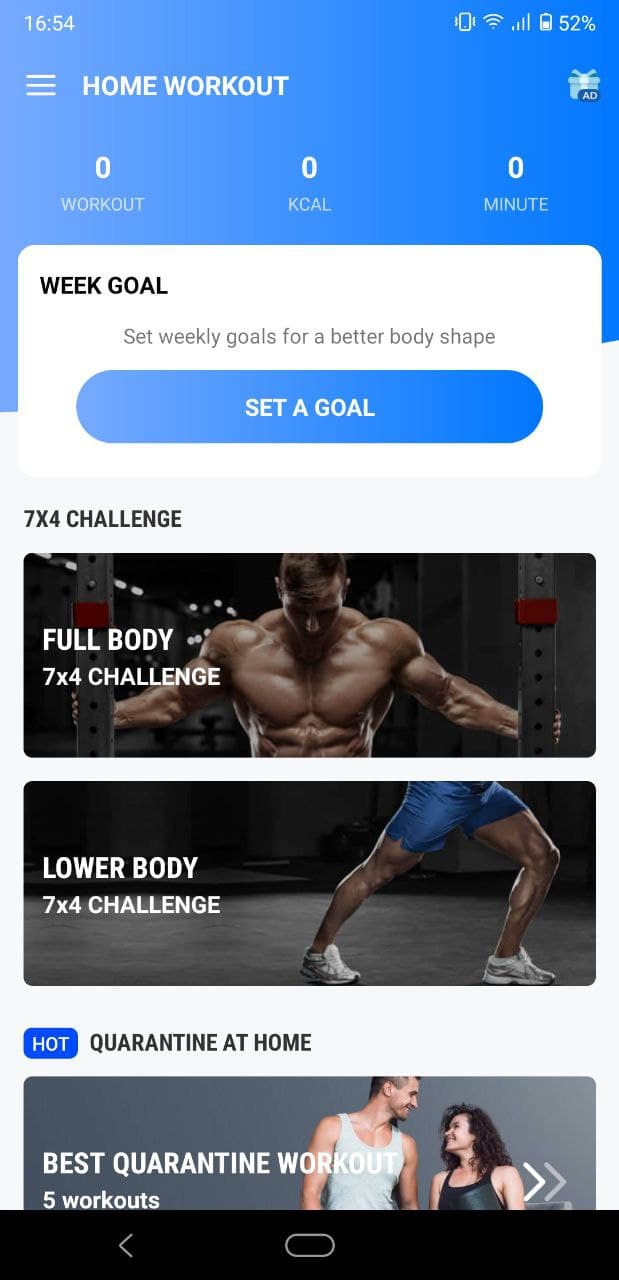 16:54
52%
HOME WORKOUT
AD
0
0
0
WORKOUT
KCAL
MINUTE
WEEK GOAL
Set weekly goals for a better body shape
SET A GOAL
7X4 CHALLENGE
FULL BODY
7x4 CHALLENGE
LOWER BODY
7x4 CHALLENGE
HOT QUARANTINE AT HOME
BEST QUARANTINE WORKOUT
5 workouts